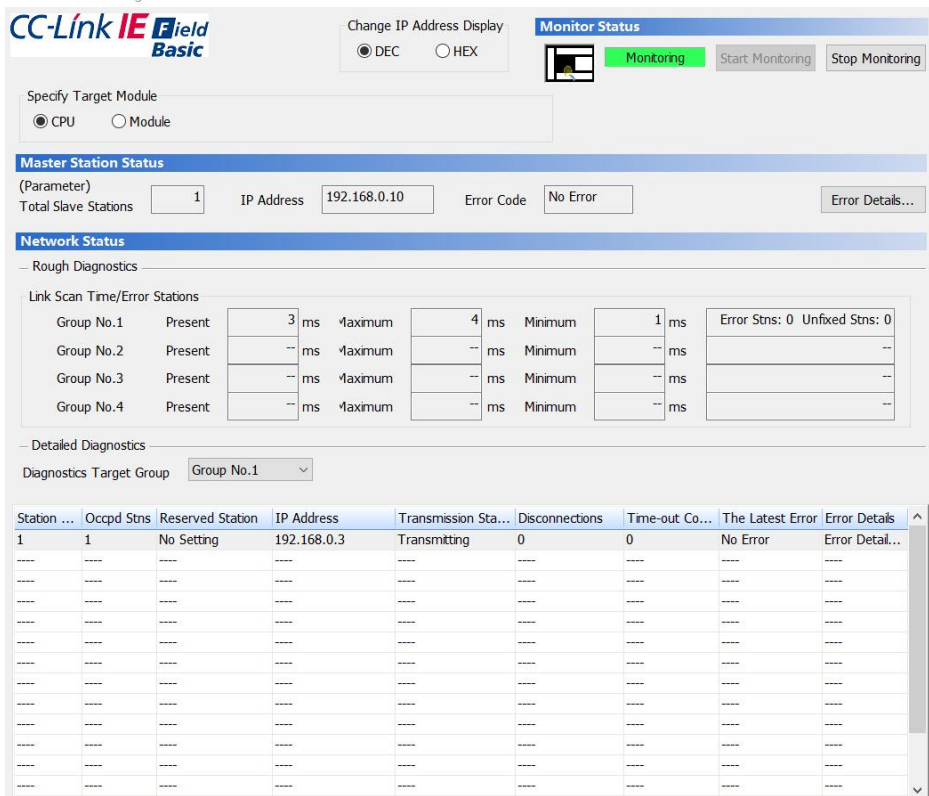 CC-Link IE Field Basic
Change IP Address Display
DEC HEX
Monitor Status
Monitoring Start Monitoring Stop Monitoring
Specify Target Module
CPU Module
Master Station Status
(Parameter)
Total Slave Stations 1 IP Address 192.168.0.10 Error Code No Error Error Details...
Network Status
Rough Diagnostics
Link Scan Time/Error Stations
Group No.1 Present 3 ms Maximum 4 ms Minimum 1 ms Error Stns: 0 Unfixed Stns: 0
Group No.2 Present -- ms Maximum -- ms Minimum -- ms --
Group No.3 Present -- ms Maximum -- ms Minimum -- ms --
Group No.4 Present -- ms Maximum -- ms Minimum -- ms --
Detailed Diagnostics
Diagnostics Target Group Group No.1
Station ... Occpd Stns Reserved Station IP Address Transmission Sta... Disconnections Time-out Co... The Latest Error Error Details
1 1 No Setting 192.168.0.3 Transmitting 0 0 No Error Error Detail...
---- ---- ---- ---- ---- ---- ---- ---- ----
---- ---- ---- ---- ---- ---- ---- ---- ----
---- ---- ---- ---- ---- ---- ---- ---- ----
---- ---- ---- ---- ---- ---- ---- ---- ----
---- ---- ---- ---- ---- ---- ---- ---- ----
---- ---- ---- ---- ---- ---- ---- ---- ----
---- ---- ---- ---- ---- ---- ---- ---- ----
---- ---- ---- ---- ---- ---- ---- ---- ----
---- ---- ---- ---- ---- ---- ---- ---- ----
---- ---- ---- ---- ---- ---- ---- ---- ----
---- ---- ---- ---- ---- ---- ---- ---- ----
---- ---- ---- ---- ---- ---- ---- ---- ----